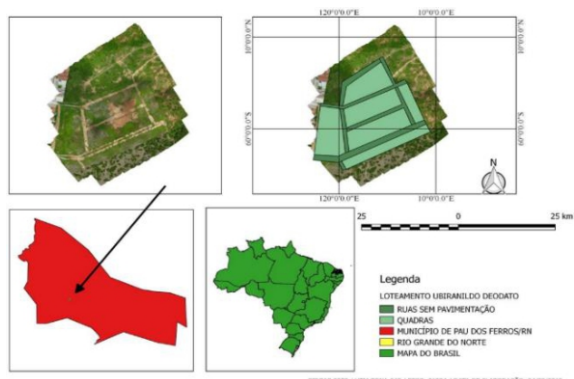 120°0'0.0"E 10°0'0.0"E
10°0'0.0"N 10°0'0.0"N
60°0'0.0"N 60°0'0.0"N
120°0'0.0"E 10°0'0.0"E
N
25 0 25 km
Legenda
LOTEAMENTO UBIRANILDO DEODATO
RUAS SEM PAVIMENTAÇÃO
QUADRAS
MUNICÍPIO DE PAU DOS FERROS/RN
RIO GRANDE DO NORTE
MAPA DO BRASIL